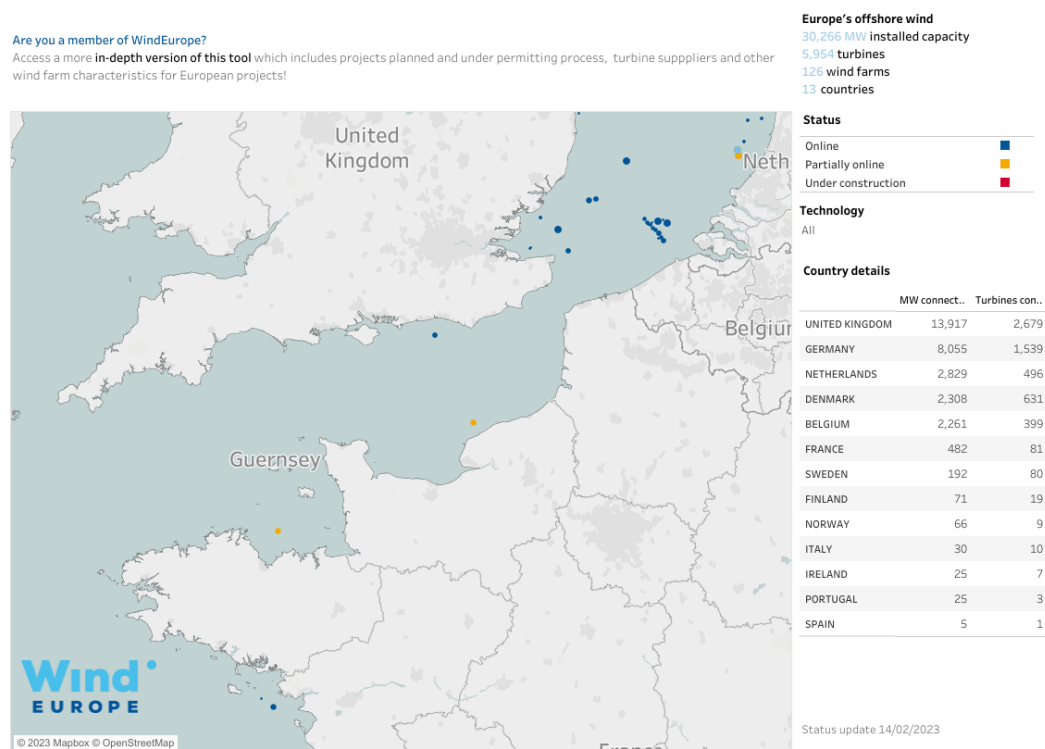 Are you a member of WindEurope?
Access a more in-depth version of this tool which includes projects planned and under permitting process, turbine supppliers and other
wind farm characteristics for European projects!
Europe's offshore wind
30,266 MW installed capacity
5,954 turbines
126 wind farms
13 countries
Status
Online
Partially online
Under construction
Technology
All
Country details
MW connect.. Turbines con..
UNITED KINGDOM 13,917 2,679
GERMANY 8,055 1,539
NETHERLANDS 2,829 496
DENMARK 2,308 631
BELGIUM 2,261 399
FRANCE 482 81
SWEDEN 192 80
FINLAND 71 19
NORWAY 66 9
ITALY 30 10
IRELAND 25 7
PORTUGAL 25 3
SPAIN 5 1
Status update 14/02/2023
United
Kingdom
Neth
Belgiu
Guernsey
France
Wind
EUROPE
© 2023 Mapbox © OpenStreetMap